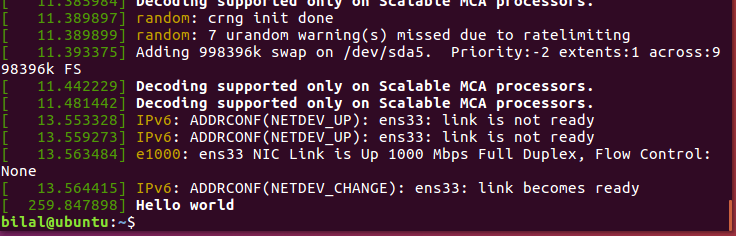 [   11.385984] Decoding supported only on Scalable MCA processors.
[   11.389897] random: crng init done
[   11.389899] random: 7 urandom warning(s) missed due to ratelimiting
[   11.393375] Adding 998396k swap on /dev/sda5.  Priority:-2 extents:1 across:9
98396k FS
[   11.442229] Decoding supported only on Scalable MCA processors.
[   11.481442] Decoding supported only on Scalable MCA processors.
[   13.553328] IPv6: ADDRCONF(NETDEV_UP): ens33: link is not ready
[   13.559273] IPv6: ADDRCONF(NETDEV_UP): ens33: link is not ready
[   13.563484] e1000: ens33 NIC Link is Up 1000 Mbps Full Duplex, Flow Control:
None
[   13.564415] IPv6: ADDRCONF(NETDEV_CHANGE): ens33: link becomes ready
[  259.847898] Hello world
bilal@ubuntu:~$